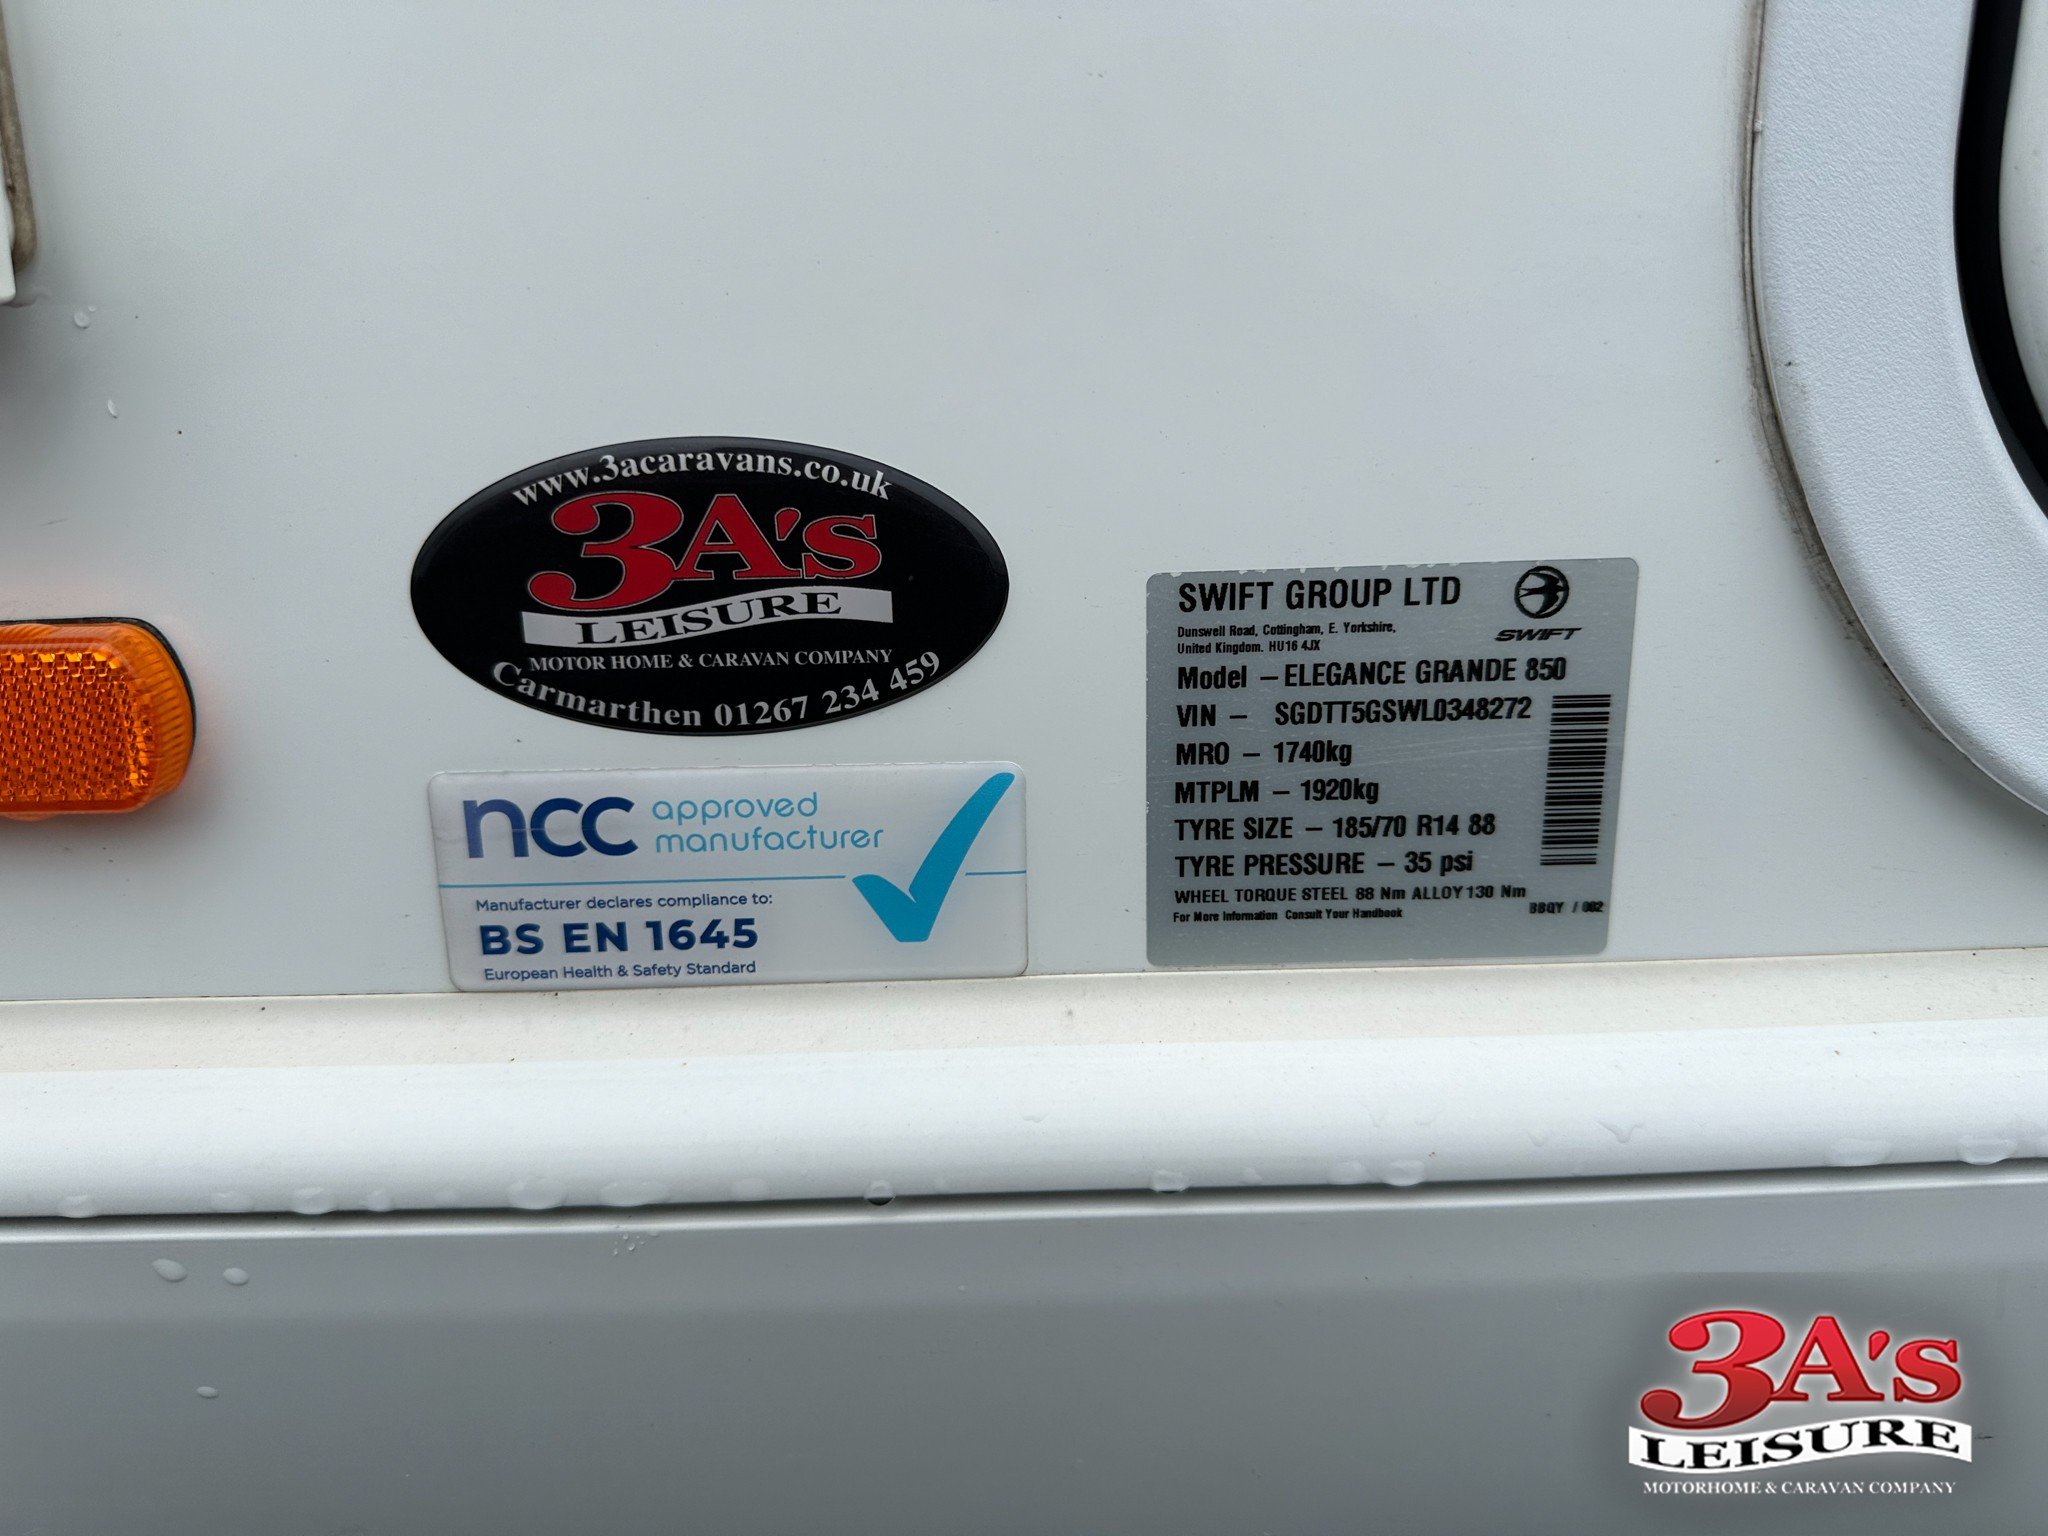 www.3acaravans.co.uk
3A's
LEISURE
MOTOR HOME & CARAVAN COMPANY
Carmarthen 01267 234 459
ncc approved
manufacturer
Manufacturer declares compliance to:
BS EN 1645
European Health & Safety Standard
SWIFT GROUP LTD
SWIFT
Dunswell Road, Cottingham, E. Yorkshire,
United Kingdom. HU16 4JX
Model – ELEGANCE GRANDE 850
VIN – SGDTT5GSWL0348272
MRO – 1740kg
MTPLM – 1920kg
TYRE SIZE – 185/70 R14 88
TYRE PRESSURE – 35 psi
WHEEL TORQUE STEEL 88 Nm ALLOY 130 Nm
For More Information Consult Your Handbook
BBQY / 002
3A's
LEISURE
MOTORHOME & CARAVAN COMPANY